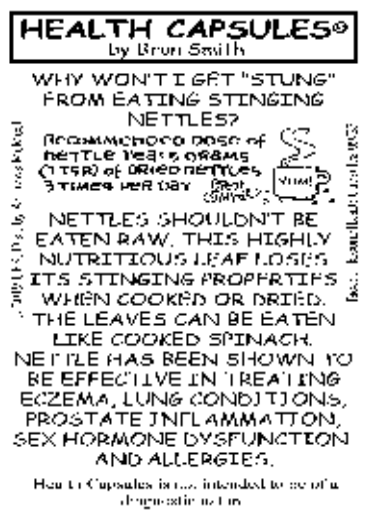 HEALTH CAPSULES®
by Bron Smith
WHY WON'T I GET "STUNG"
FROM EATING STINGING
NETTLES?
RECOMMENDED DOSE of
NETTLE Tea: 5 GRAMS
(1 TSP.) of DRIED NETTLES
3 TIMES PER DAY
YUM!
NETTLES SHOULDN'T BE
EATEN RAW. THIS HIGHLY
NUTRITIOUS LEAF LOSES
ITS STINGING PROPERTIES
WHEN COOKED OR DRIED.
THE LEAVES CAN BE EATEN
LIKE COOKED SPINACH.
NETTLE HAS BEEN SHOWN TO
BE EFFECTIVE IN TREATING
ECZEMA, LUNG CONDITIONS,
PROSTATE INFLAMMATION,
SEX HORMONE DYSFUNCTION
AND ALLERGIES.
Health Capsules is not intended to be of a
diagnostic nature.